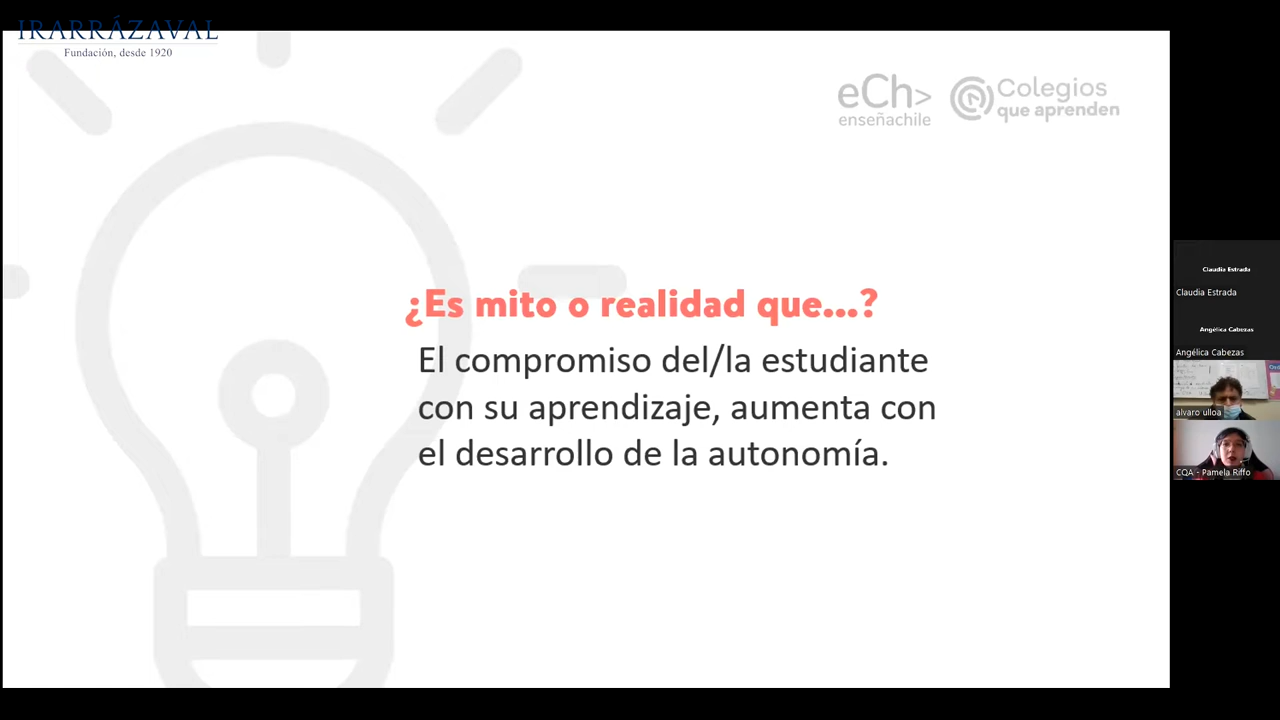 IRARRÁZAVAL
Fundación, desde 1920
eCh>
enseñachile
Colegios
que aprenden
¿Es mito o realidad que...?
El compromiso del/la estudiante
con su aprendizaje, aumenta con
el desarrollo de la autonomía.
Claudia Estrada
Claudia Estrada
Angélica Cabezas
Angélica Cabezas
alvaro ulloa
CQA - Pamela Riffo